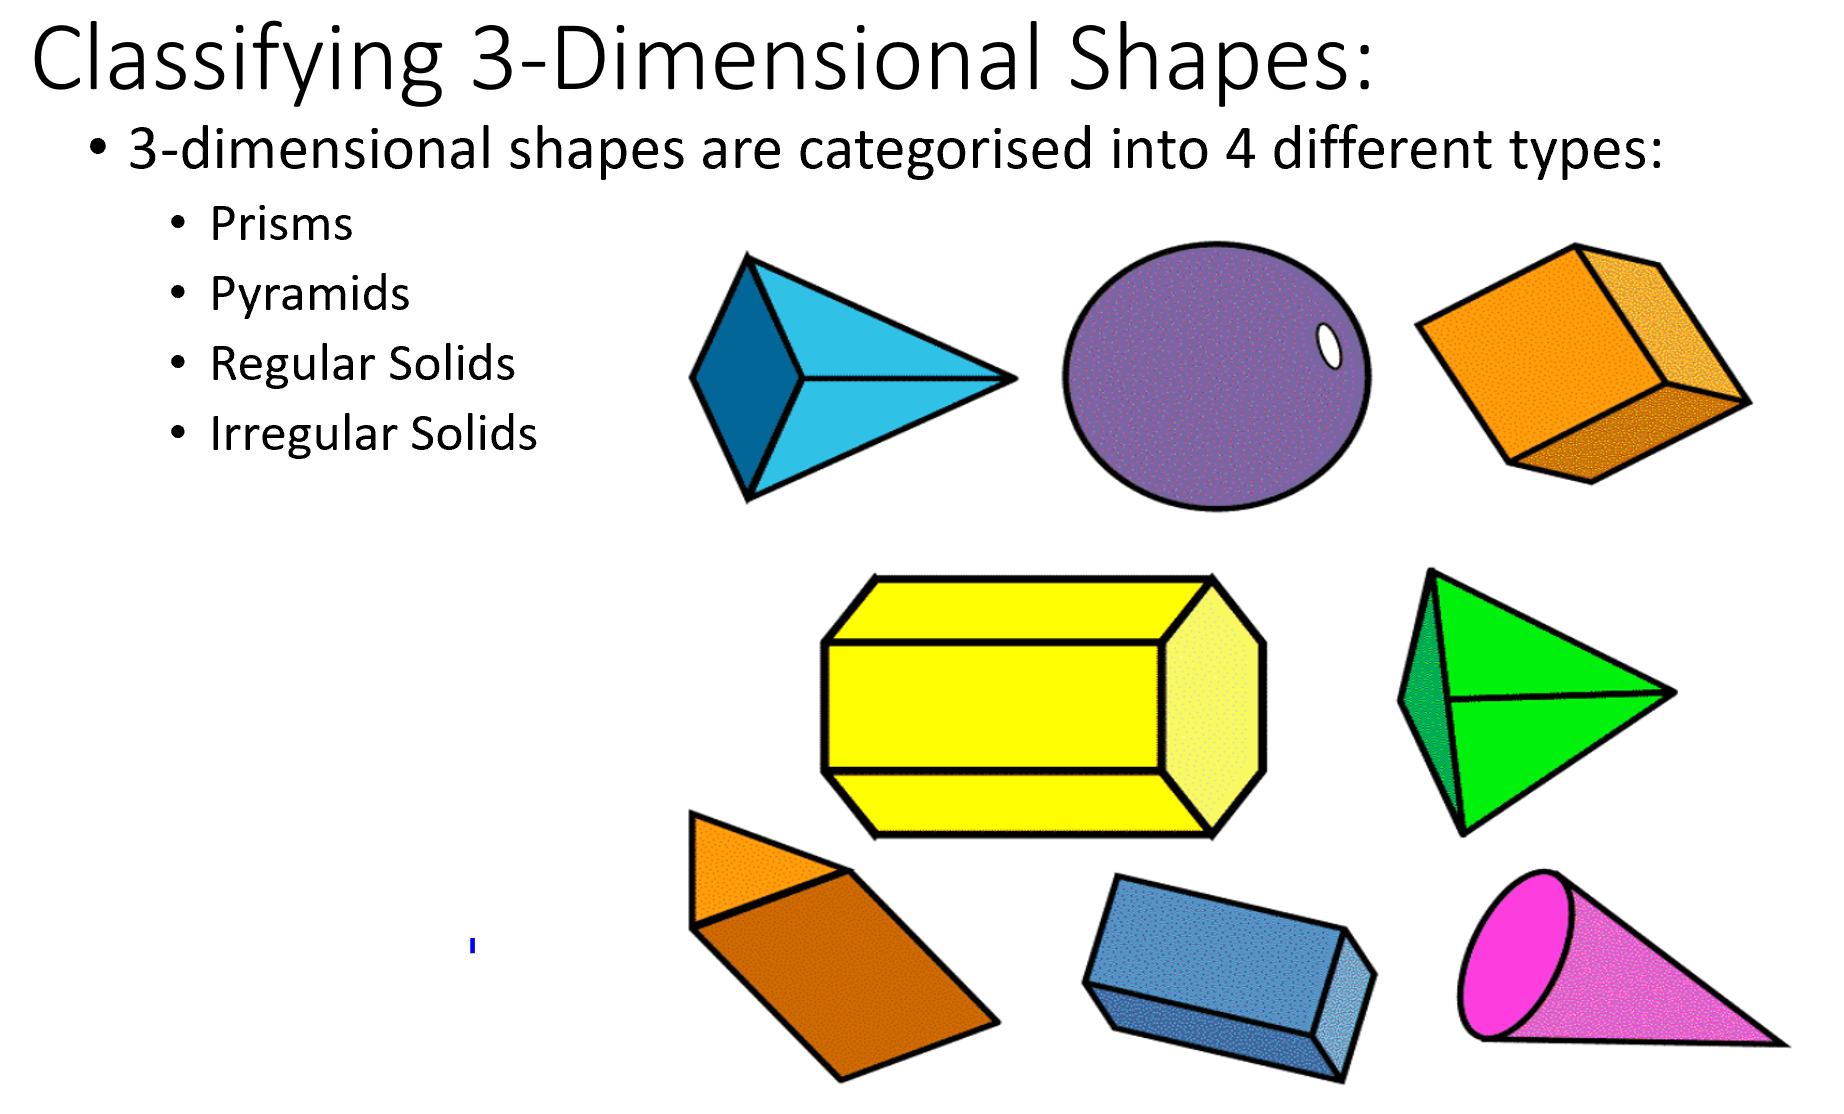 Classifying 3-Dimensional Shapes:
• 3-dimensional shapes are categorised into 4 different types:
• Prisms
• Pyramids
• Regular Solids
• Irregular Solids